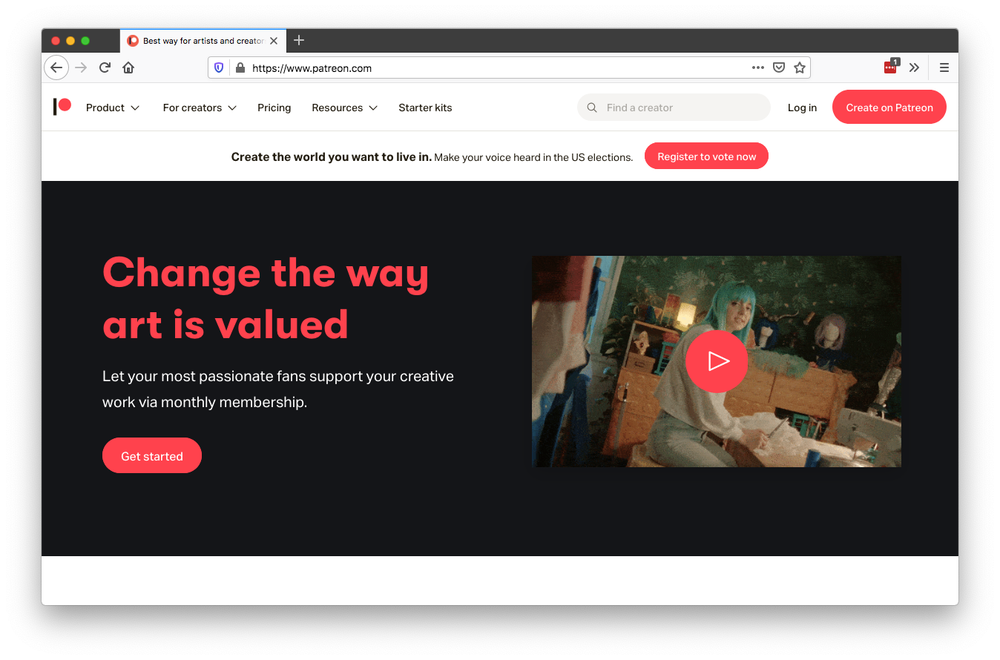 Best way for artists and creator
https://www.patreon.com
1
Product
For creators
Pricing
Resources
Starter kits
Find a creator
Log in
Create on Patreon
Create the world you want to live in. Make your voice heard in the US elections.
Register to vote now
Change the way
art is valued
Let your most passionate fans support your creative
work via monthly membership.
Get started